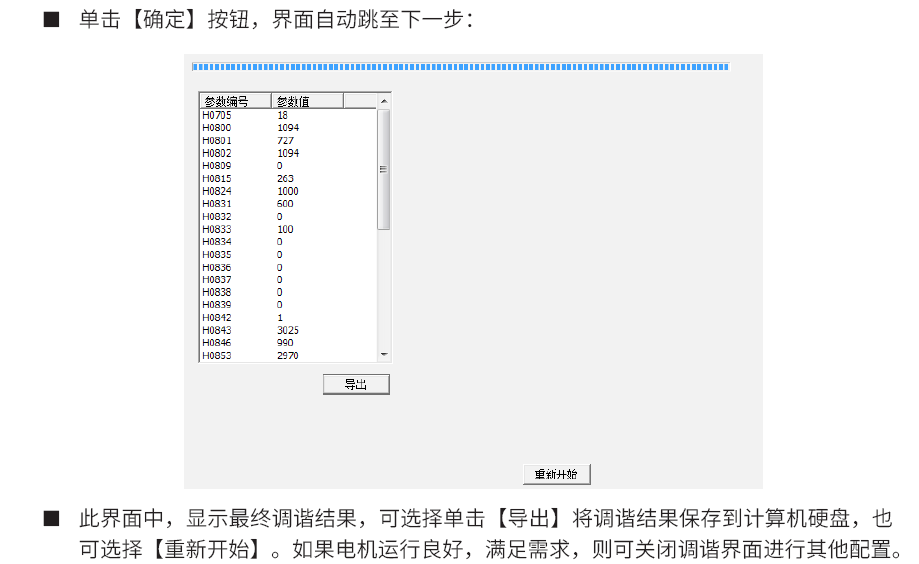 ■ 单击【确定】按钮，界面自动跳至下一步：
参数编号 参数值
H0705 18
H0800 1094
H0801 727
H0802 1094
H0809 0
H0815 263
H0824 1000
H0831 600
H0832 0
H0833 100
H0834 0
H0835 0
H0836 0
H0837 0
H0838 0
H0839 0
H0842 1
H0843 3025
H0846 990
H0853 2970
导出
重新开始
■ 此界面中，显示最终调谐结果，可选择单击【导出】将调谐结果保存到计算机硬盘，也
可选择【重新开始】。如果电机运行良好，满足需求，则可关闭调谐界面进行其他配置。